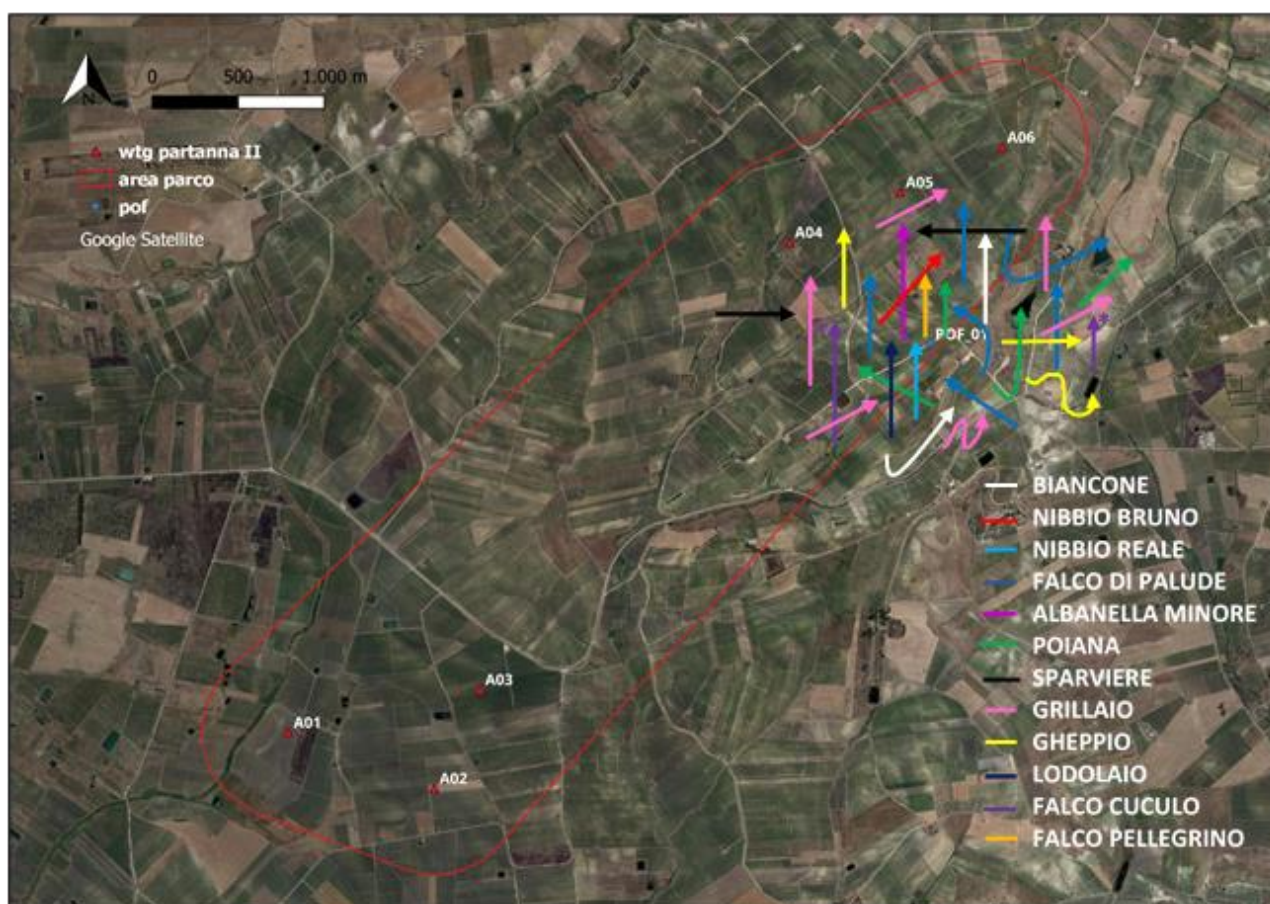 0 500 1.000 m
N
wtg partanna II
area parco
pof
Google Satellite
A06
A05
A04
POF_01
*
BIANCONE
NIBBIO BRUNO
NIBBIO REALE
FALCO DI PALUDE
ALBANELLA MINORE
POIANA
SPARVIERE
GRILLAIO
GHEPPIO
LODOLAIO
FALCO CUCULO
FALCO PELLEGRINO
A03
A01
A02